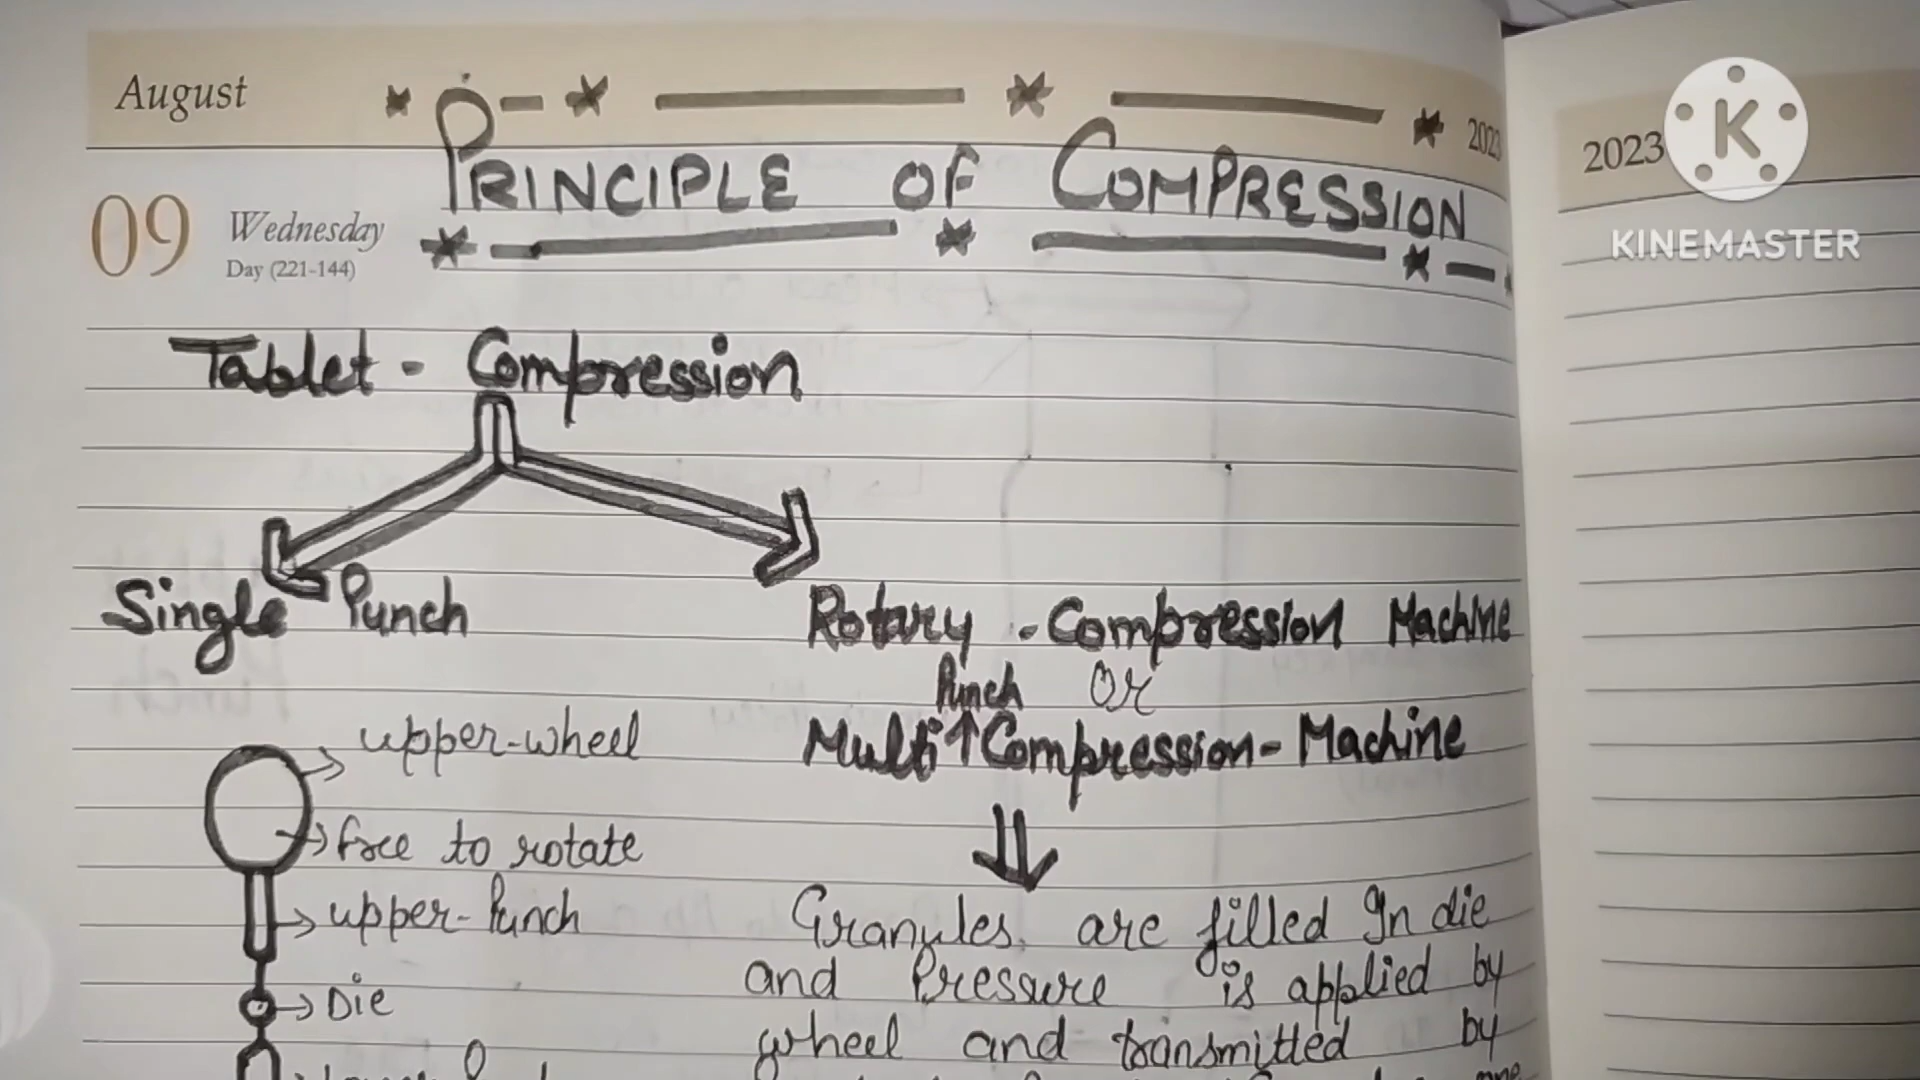 August
2023
2023
KINEMASTER
PRINCIPLE OF COMPRESSION
09
Wednesday
Day (221-144)
Tablet - Compression
Single Punch
Rotary - Compression Machine
Punch Or
Multi↑Compression - Machine
upper-wheel
free to rotate
upper-Punch
Die
Granules are filled In die
and Pressure is applied by
wheel and transmitted by